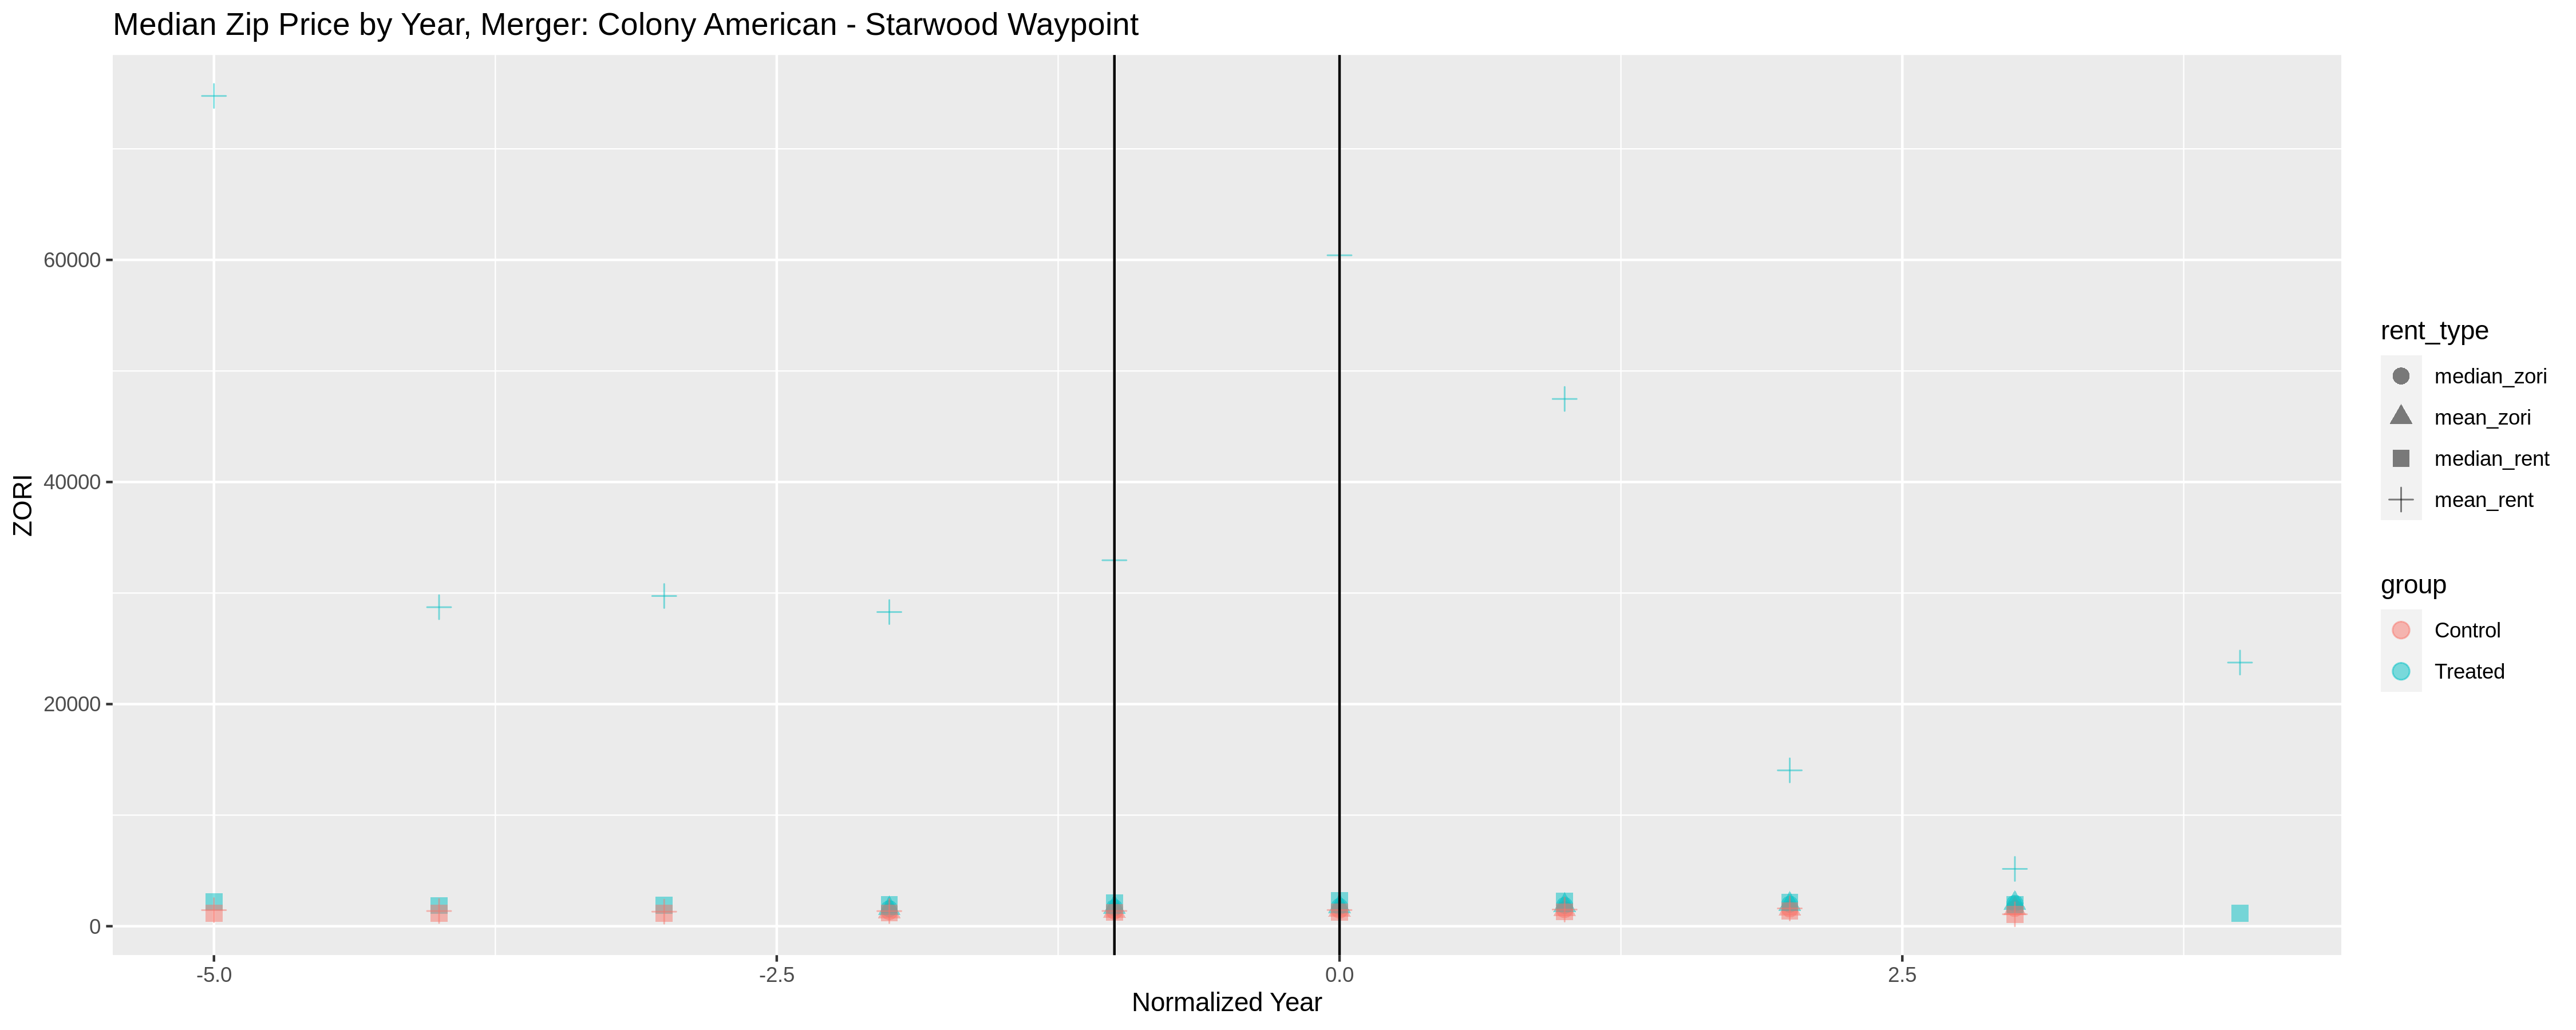 Median Zip Price by Year, Merger: Colony American - Starwood Waypoint
ZORI
60000
40000
20000
0
-5.0
-2.5
0.0
2.5
Normalized Year
rent_type
median_zori
mean_zori
median_rent
mean_rent
group
Control
Treated